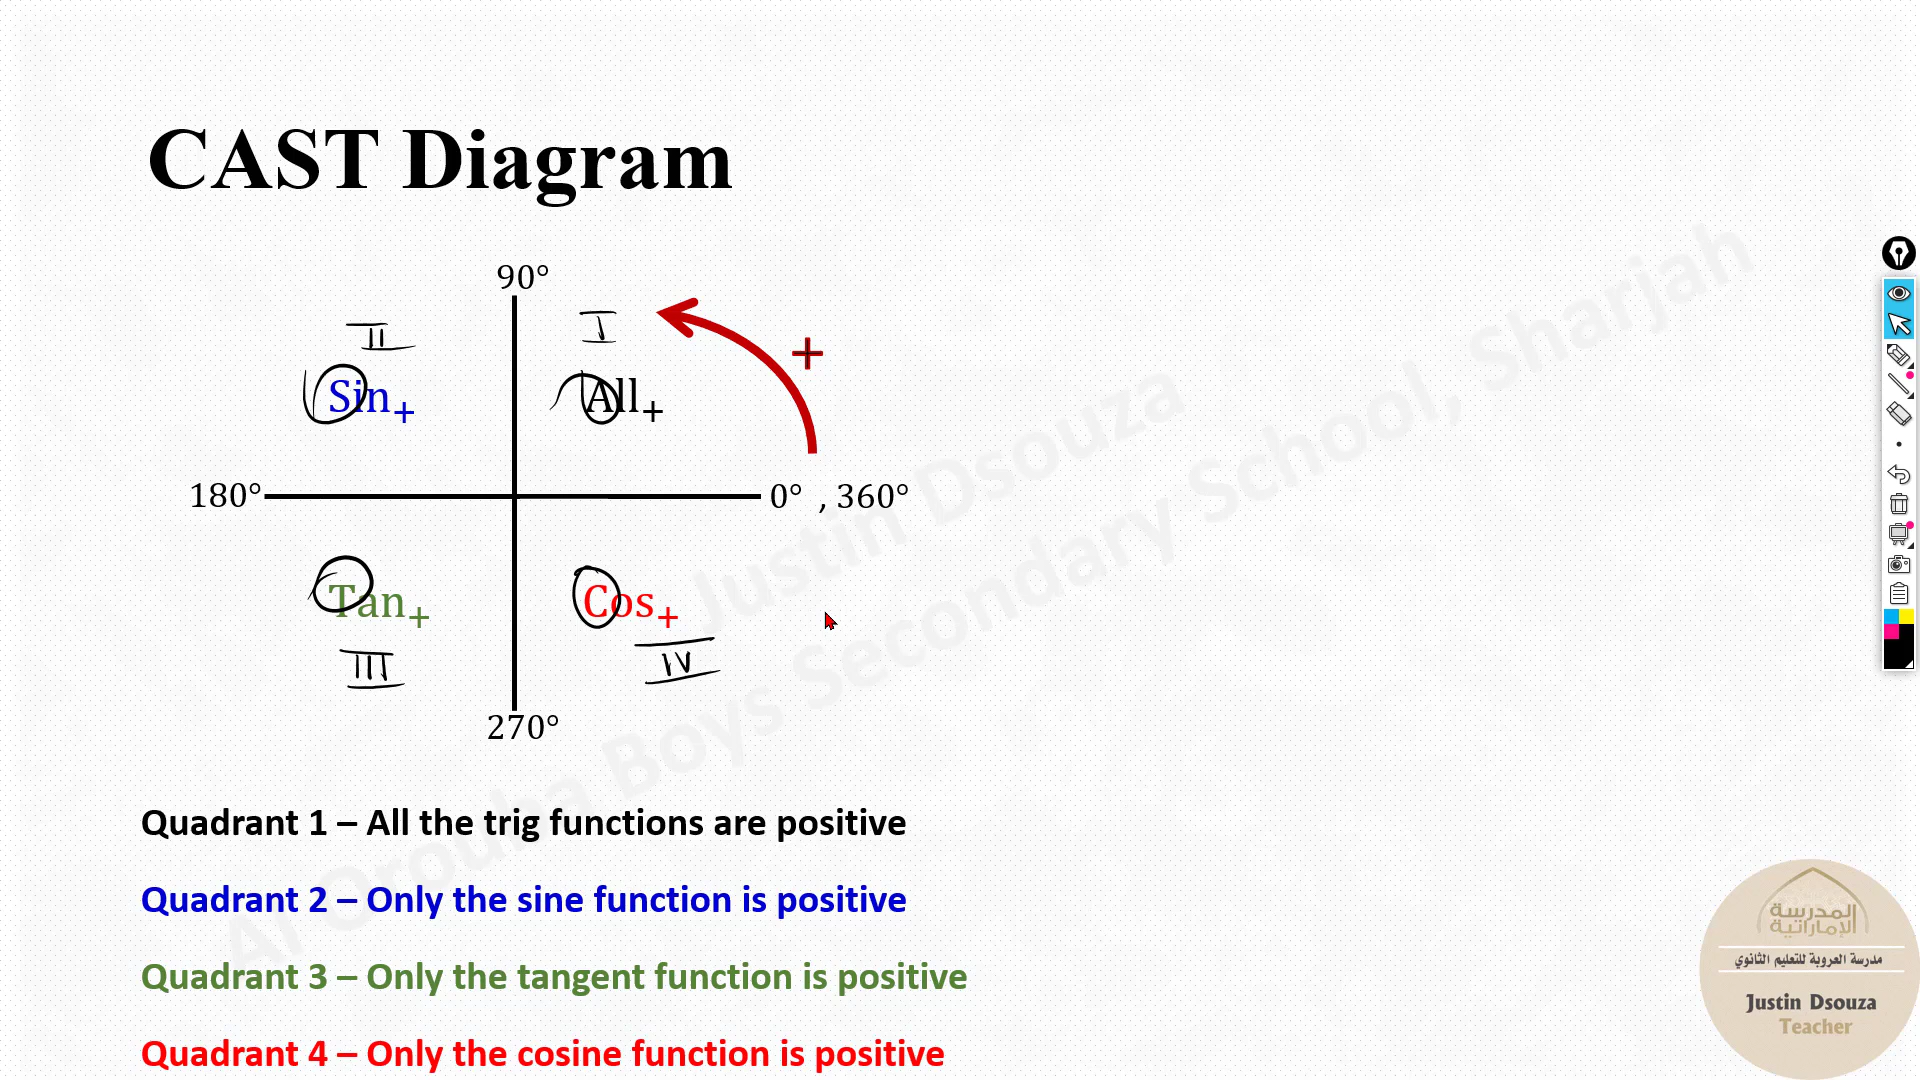 CAST Diagram
90°
II
I
+
Sin+
All+
180°
0° , 360°
Tan+
Cos+
III
IV
270°
Quadrant 1 – All the trig functions are positive
Quadrant 2 – Only the sine function is positive
Quadrant 3 – Only the tangent function is positive
Quadrant 4 – Only the cosine function is positive
Justin Dsouza
Al Orouba Boys Secondary School, Sharjah
المدرسة
الإماراتية
مدرسة العروبة للتعليم الثانوي
Justin Dsouza
Teacher